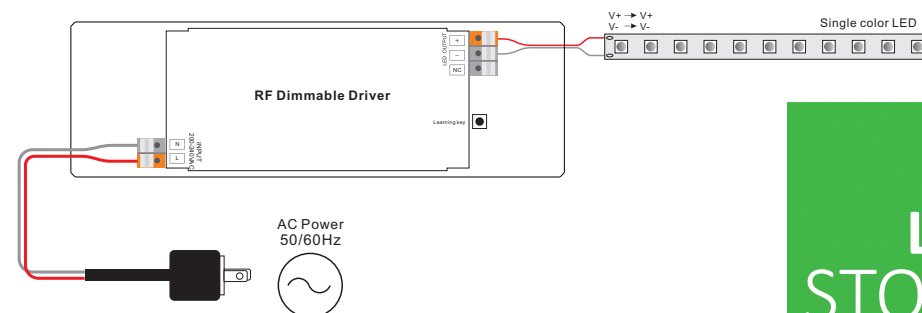 V+ → V+
V- → V-
Single color LED
LED OUTPUT
+
–
NC
RF Dimmable Driver
Learning key
N
L
INPUT
200-240VAC
AC Power
50/60Hz
L
STO